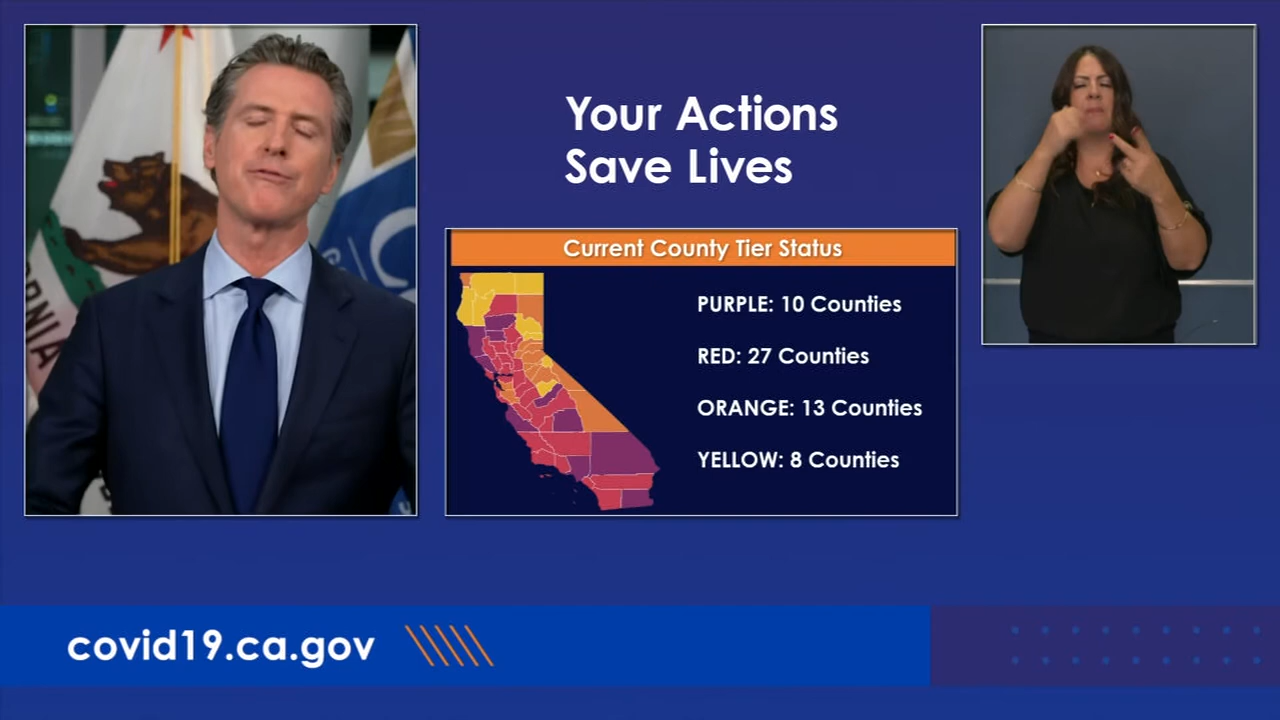 Your Actions
Save Lives
Current County Tier Status
PURPLE: 10 Counties
RED: 27 Counties
ORANGE: 13 Counties
YELLOW: 8 Counties
covid19.ca.gov